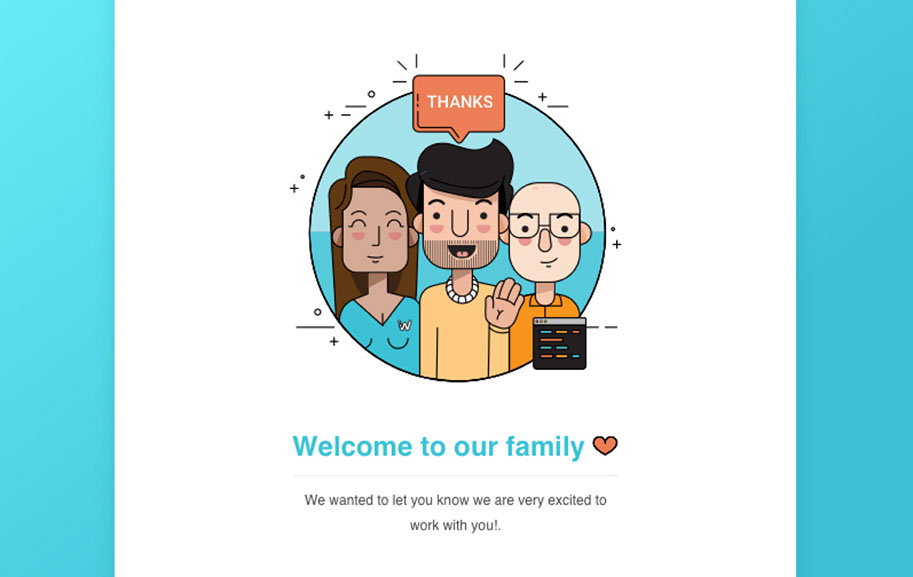 THANKS
W
Welcome to our family
We wanted to let you know we are very excited to
work with you!.